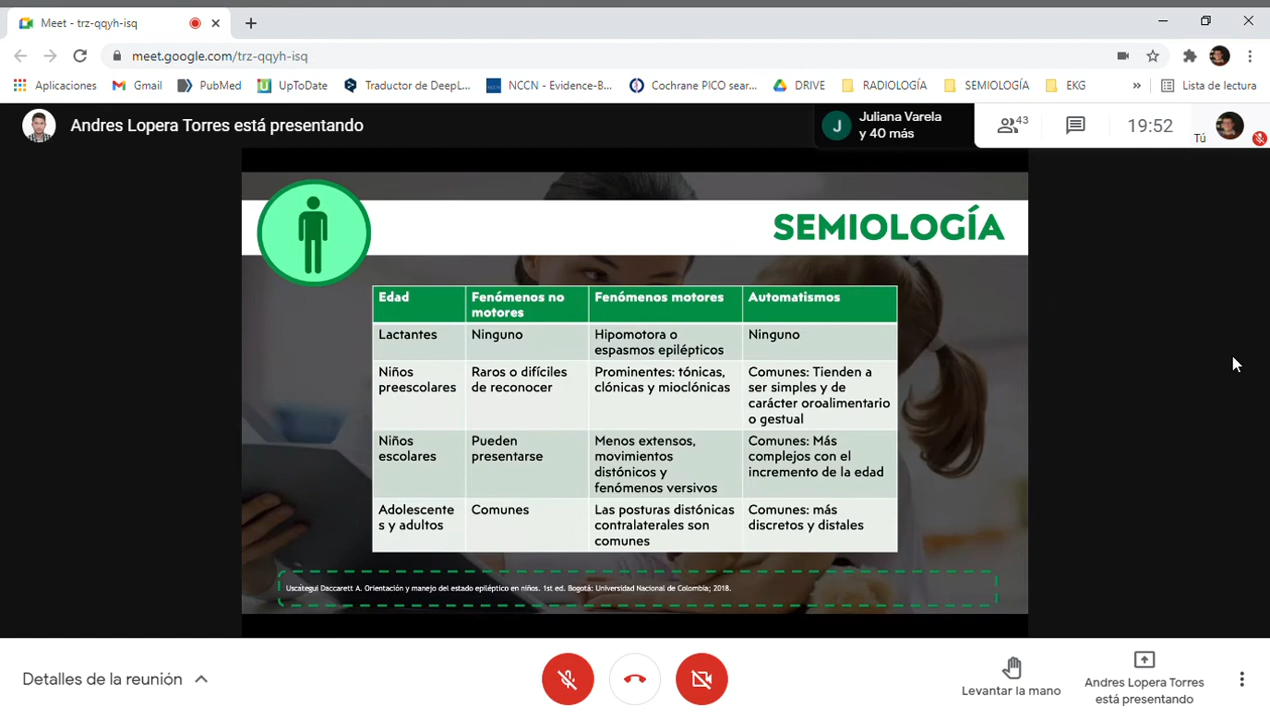 Meet - trz-qqyh-isq
meet.google.com/trz-qqyh-isq
Aplicaciones
Gmail
PubMed
UpToDate
Traductor de DeepL...
NCCN - Evidence-B...
Cochrane PICO sear...
DRIVE
RADIOLOGÍA
SEMIOLOGÍA
EKG
»
Lista de lectura
Andres Lopera Torres está presentando
J
Juliana Varela
y 40 más
43
19:52
Tú
SEMIOLOGÍA
Edad
Fenómenos no
motores
Fenómenos motores
Automatismos
Lactantes
Ninguno
Hipomotora o
espasmos epilépticos
Ninguno
Niños
preescolares
Raros o difíciles
de reconocer
Prominentes: tónicas,
clónicas y mioclónicas
Comunes: Tienden a
ser simples y de
carácter oroalimentario
o gestual
Niños
escolares
Pueden
presentarse
Menos extensos,
movimientos
distónicos y
fenómenos versivos
Comunes: Más
complejos con el
incremento de la edad
Adolescente
s y adultos
Comunes
Las posturas distónicas
contralaterales son
comunes
Comunes: más
discretos y distales
Uscátegui Daccarett A. Orientación y manejo del estado epiléptico en niños. 1st ed. Bogotá: Universidad Nacional de Colombia; 2018.
Detalles de la reunión
Levantar la mano
Andres Lopera Torres
está presentando